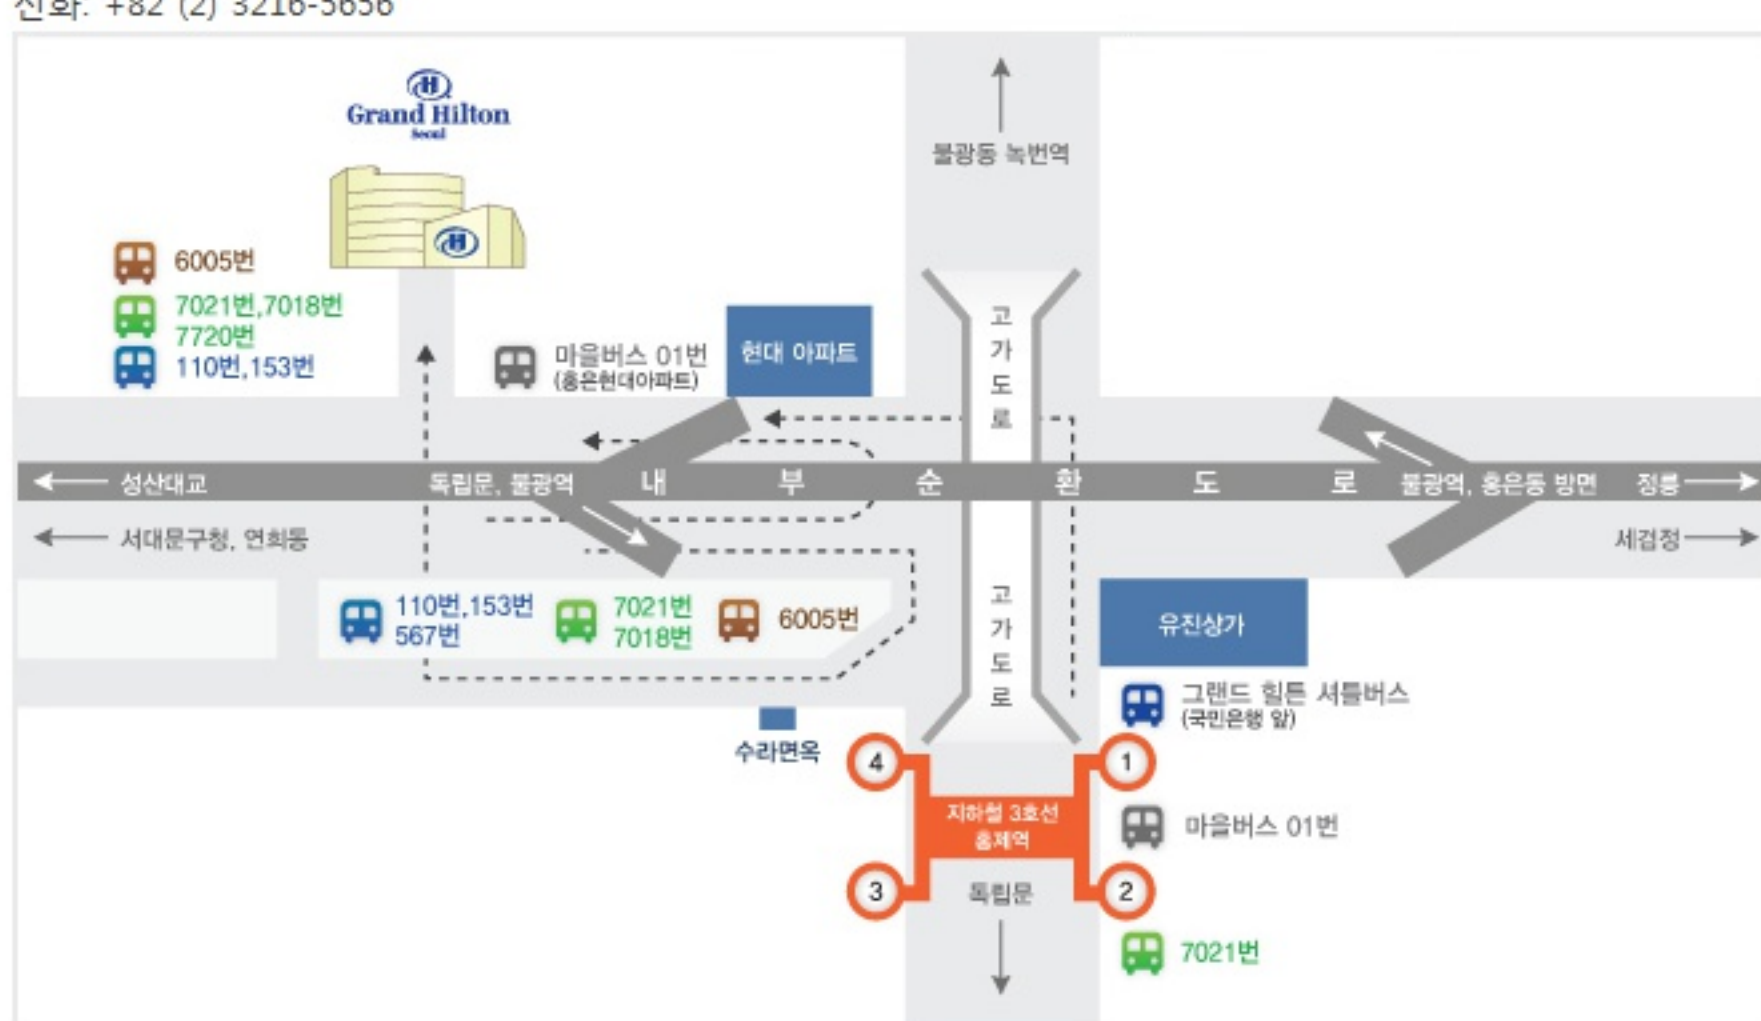 전화: +82 (2) 3216-5656
H
Grand Hilton
Seoul
불광동 녹번역
H
6005번
7021번,7018번
7720번
110번,153번
마을버스 01번
(홍은현대아파트)
현대 아파트
고가도로
성산대교
독립문, 불광역
내부순환도로
불광역, 홍은동 방면
정릉
서대문구청, 연희동
세검정
110번,153번
567번
7021번
7018번
6005번
고가도로
유진상가
그랜드 힐튼 셔틀버스
(국민은행 앞)
수라면옥
4
1
지하철 3호선
홍제역
마을버스 01번
3
독립문
2
7021번